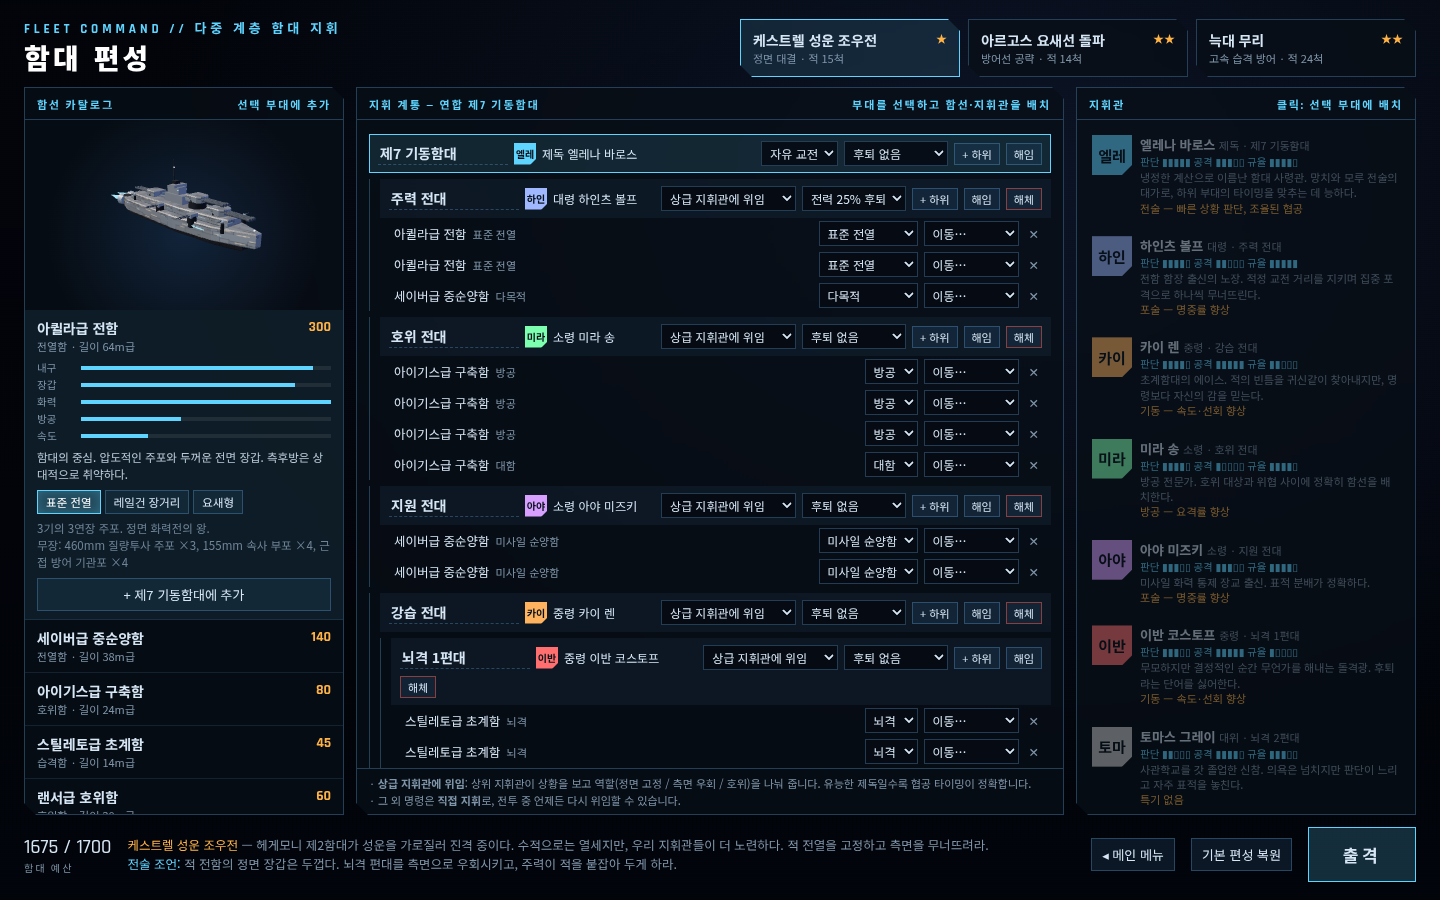 FLEET COMMAND // 다중 계층 함대 지휘
함대 편성
케스트렐 성운 조우전 ★
정면 대결 · 적 15척
아르고스 요새선 돌파 ★★
방어선 공략 · 적 14척
늑대 무리 ★★
고속 습격 방어 · 적 24척
함선 카탈로그 선택 부대에 추가
아퀼라급 전함 300
전열함 · 길이 64m급
내구
장갑
화력
방공
속도
함대의 중심. 압도적인 주포와 두꺼운 전면 장갑. 측후방은 상
대적으로 취약하다.
표준 전열 레일건 장거리 요새형
3기의 3연장 주포. 정면 화력전의 왕.
무장: 460mm 질량투사 주포 ×3, 155mm 속사 부포 ×4, 근
접 방어 기관포 ×4
+ 제7 기동함대에 추가
세이버급 중순양함 140
전열함 · 길이 38m급
아이기스급 구축함 80
호위함 · 길이 24m급
스틸레토급 초계함 45
습격함 · 길이 14m급
랜서급 호위함 60
지휘 계통 — 연합 제7 기동함대 부대를 선택하고 함선·지휘관을 배치
제7 기동함대 엘레 제독 엘레나 바로스 자유 교전 후퇴 없음 + 하위 해임
주력 전대 하인 대령 하인츠 볼프 상급 지휘관에 위임 전력 25% 후퇴 + 하위 해임 해체
아퀼라급 전함 표준 전열 표준 전열 이동… ✕
아퀼라급 전함 표준 전열 표준 전열 이동… ✕
세이버급 중순양함 다목적 다목적 이동… ✕
호위 전대 미라 소령 미라 송 상급 지휘관에 위임 후퇴 없음 + 하위 해임 해체
아이기스급 구축함 방공 방공 이동… ✕
아이기스급 구축함 방공 방공 이동… ✕
아이기스급 구축함 방공 방공 이동… ✕
아이기스급 구축함 대함 대함 이동… ✕
지원 전대 아야 소령 아야 미즈키 상급 지휘관에 위임 후퇴 없음 + 하위 해임 해체
세이버급 중순양함 미사일 순양함 미사일 순양함 이동… ✕
세이버급 중순양함 미사일 순양함 미사일 순양함 이동… ✕
강습 전대 카이 중령 카이 렌 상급 지휘관에 위임 후퇴 없음 + 하위 해임 해체
뇌격 1편대 이반 중령 이반 코스토프 상급 지휘관에 위임 후퇴 없음 + 하위 해임
해체
스틸레토급 초계함 뇌격 뇌격 이동… ✕
스틸레토급 초계함 뇌격 뇌격 이동… ✕
· 상급 지휘관에 위임: 상위 지휘관이 상황을 보고 역할(정면 고정 / 측면 우회 / 호위)을 나눠 줍니다. 유능한 제독일수록 협공 타이밍이 정확합니다.
· 그 외 명령은 직접 지휘로, 전투 중 언제든 다시 위임할 수 있습니다.
지휘관 클릭: 선택 부대에 배치
엘레 엘레나 바로스 제독 · 제7 기동함대
판단 ▮▮▮▮▮ 공격 ▮▮▮▯▯ 규율 ▮▮▮▮▯
냉정한 계산으로 이름난 함대 사령관. 망치와 모루 전술의
대가로, 하위 부대의 타이밍을 맞추는 데 능하다.
전술 — 빠른 상황 판단, 조율된 협공
하인 하인츠 볼프 대령 · 주력 전대
판단 ▮▮▮▮▯ 공격 ▮▮▯▯▯ 규율 ▮▮▮▮▮
전함 함장 출신의 노장. 적정 교전 거리를 지키며 집중 포
격으로 하나씩 무너뜨린다.
포술 — 명중률 향상
카이 카이 렌 중령 · 강습 전대
판단 ▮▮▮▮▯ 공격 ▮▮▮▮▮ 규율 ▮▮▯▯▯
초계함대의 에이스. 적의 빈틈을 귀신같이 찾아내지만, 명
령보다 자신의 감을 믿는다.
기동 — 속도·선회 향상
미라 미라 송 소령 · 호위 전대
판단 ▮▮▮▮▯ 공격 ▮▮▯▯▯ 규율 ▮▮▮▮▯
방공 전문가. 호위 대상과 위협 사이에 정확히 함선을 배
치한다.
방공 — 요격률 향상
아야 아야 미즈키 소령 · 지원 전대
판단 ▮▮▮▮▯ 공격 ▮▮▮▯▯ 규율 ▮▮▮▮▯
미사일 화력 통제 장교 출신. 표적 분배가 정확하다.
포술 — 명중률 향상
이반 이반 코스토프 중령 · 뇌격 1편대
판단 ▮▮▮▯▯ 공격 ▮▮▮▮▮ 규율 ▮▯▯▯▯
무모하지만 결정적인 순간 무언가를 해내는 돌격광. 후퇴
라는 단어를 싫어한다.
기동 — 속도·선회 향상
토마 토마스 그레이 대위 · 뇌격 2편대
판단 ▮▮▯▯▯ 공격 ▮▮▮▮▯ 규율 ▮▮▮▯▯
사관학교를 갓 졸업한 신참. 의욕은 넘치지만 판단이 느리
고 자주 표적을 놓친다.
특기 없음
1675 / 1700
함대 예산
케스트렐 성운 조우전 — 헤게모니 제2함대가 성운을 가로질러 진격 중이다. 수적으로는 열세지만, 우리 지휘관들이 더 노련하다. 적 전열을 고정하고 측면을 무너뜨려라.
전술 조언: 적 전함의 정면 장갑은 두껍다. 뇌격 편대를 측면으로 우회시키고, 주력이 적을 붙잡아 두게 하라.
◂ 메인 메뉴 기본 편성 복원 출격